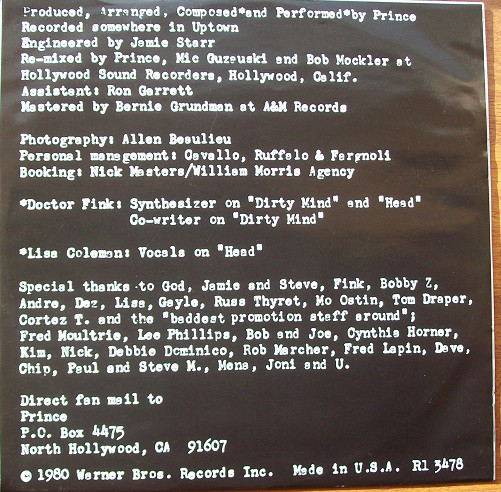 Produced, Arranged, Composed*and Performed*by Prince
Recorded somewhere in Uptown
Engineered by Jamie Starr
Re-mixed by Prince, Mic Guzauski and Bob Mockler at
Hollywood Sound Recorders, Hollywood, Calif.
Assistant: Ron Garrett
Mastered by Bernie Grundman at A&M Records
Photography: Allen Beaulieu
Personal management: Cavallo, Ruffalo & Fargnoli
Booking: Nick Masters/William Morris Agency
*Doctor Fink: Synthesizer on "Dirty Mind" and "Head"
Co-writer on "Dirty Mind"
*Lisa Coleman: Vocals on "Head"
Special thanks to God, Jamie and Steve, Fink, Bobby Z,
Andre, Dez, Lisa, Gayle, Russ Thyret, Mo Ostin, Tom Draper,
Cortez T. and the "baddest promotion staff around";
Fred Moultrie, Lee Phillips, Bob and Joe, Cynthia Horner,
Kim, Nick, Debbie Dominico, Rob Marcher, Fred Lapin, Dave,
Chip, Paul and Steve M., Mena, Joni and U.
Direct fan mail to
Prince
P.O. Box 4475
North Hollywood, CA 91607
© 1980 Warner Bros. Records Inc. Made in U.S.A. R1 3478